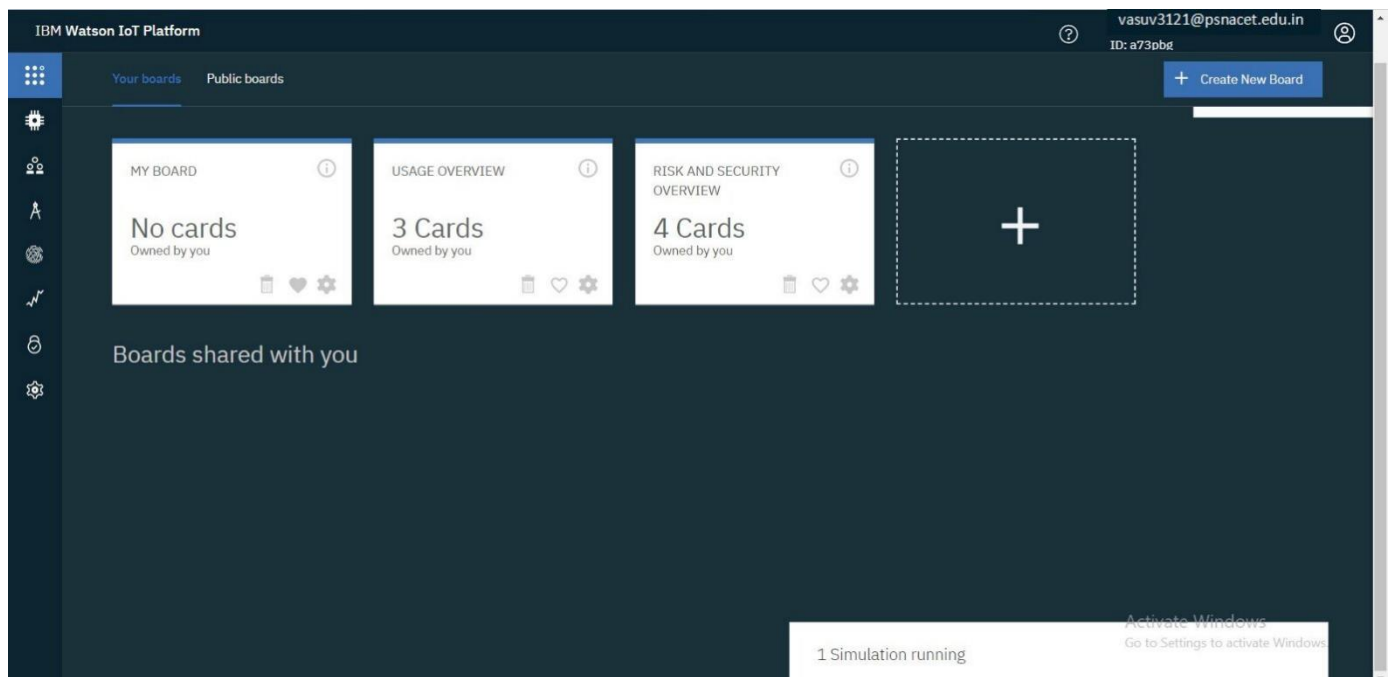 IBM Watson IoT Platform
vasuv3121@psnacet.edu.in
ID: a73pbg
Your boards
Public boards
+ Create New Board
MY BOARD
No cards
Owned by you
USAGE OVERVIEW
3 Cards
Owned by you
RISK AND SECURITY
OVERVIEW
4 Cards
Owned by you
Boards shared with you
1 Simulation running
Activate Windows
Go to Settings to activate Windows.